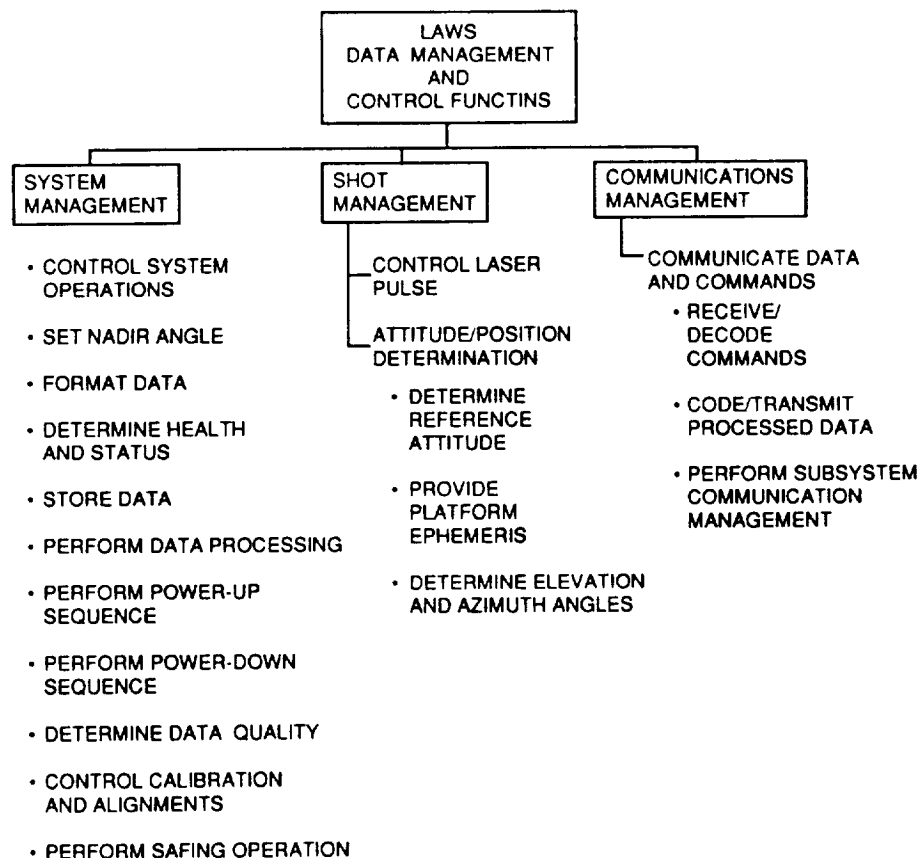 LAWS
DATA MANAGEMENT
AND
CONTROL FUNCTINS
SYSTEM
MANAGEMENT
• CONTROL SYSTEM
OPERATIONS
• SET NADIR ANGLE
• FORMAT DATA
• DETERMINE HEALTH
AND STATUS
• STORE DATA
• PERFORM DATA PROCESSING
• PERFORM POWER-UP
SEQUENCE
• PERFORM POWER-DOWN
SEQUENCE
• DETERMINE DATA QUALITY
• CONTROL CALIBRATION
AND ALIGNMENTS
• PERFORM SAFING OPERATION
SHOT
MANAGEMENT
CONTROL LASER
PULSE
ATTITUDE/POSITION
DETERMINATION
• DETERMINE
REFERENCE
ATTITUDE
• PROVIDE
PLATFORM
EPHEMERIS
• DETERMINE ELEVATION
AND AZIMUTH ANGLES
COMMUNICATIONS
MANAGEMENT
COMMUNICATE DATA
AND COMMANDS
• RECEIVE/
DECODE
COMMANDS
• CODE/TRANSMIT
PROCESSED DATA
• PERFORM SUBSYSTEM
COMMUNICATION
MANAGEMENT